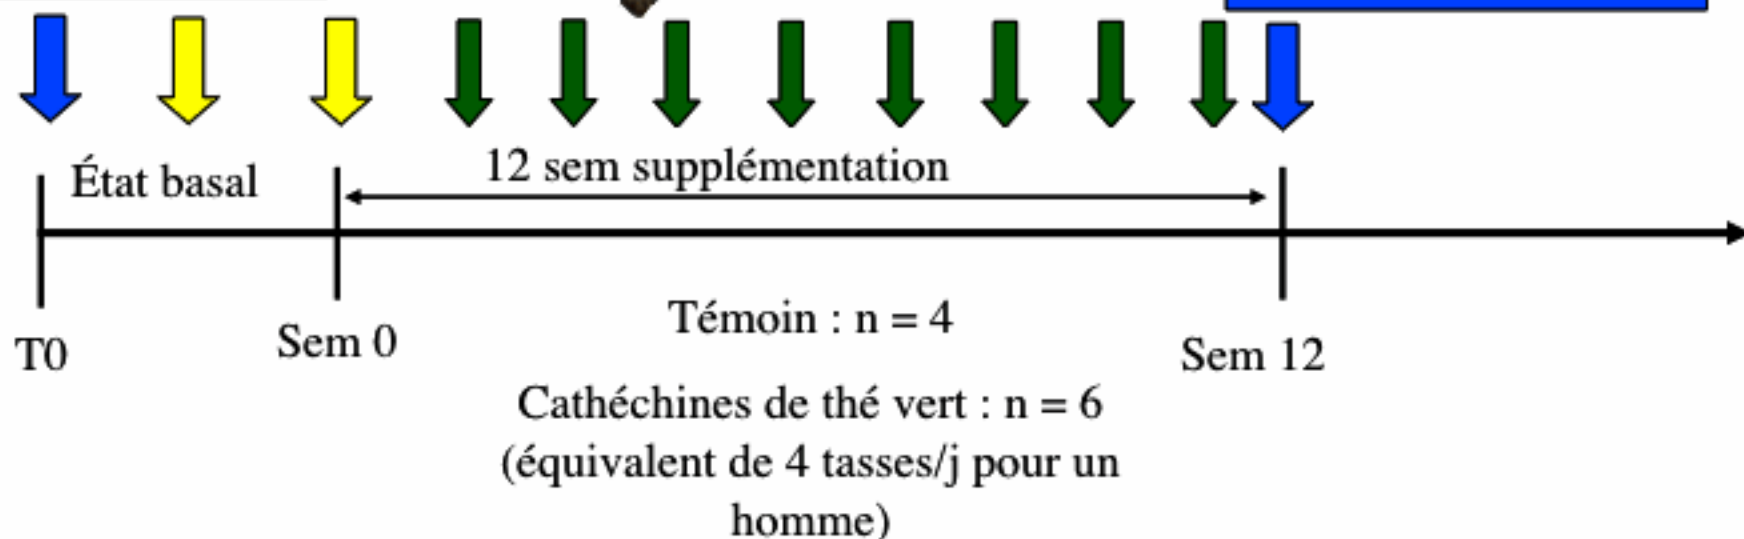 État basal
12 sem supplémentation
T0
Sem 0
Témoin : n = 4
Sem 12
Cathéchines de thé vert : n = 6
(équivalent de 4 tasses/j pour un
homme)